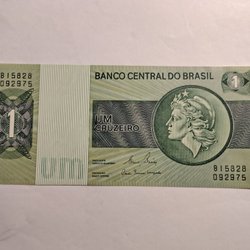 B15828
092975
BANCO CENTRAL DO BRASIL
1
1
UM
CRUZEIRO
um
B15828
092975